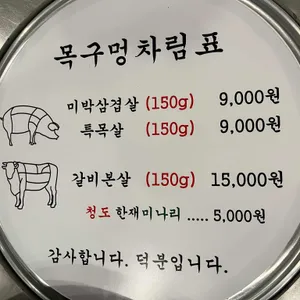 목구멍차림표
미박삼겹살 (150g) 9,000원
특목살 (150g) 9,000원
갈비본살 (150g) 15,000원
청도 한재미나리 ..... 5,000원
감사합니다. 덕분입니다.